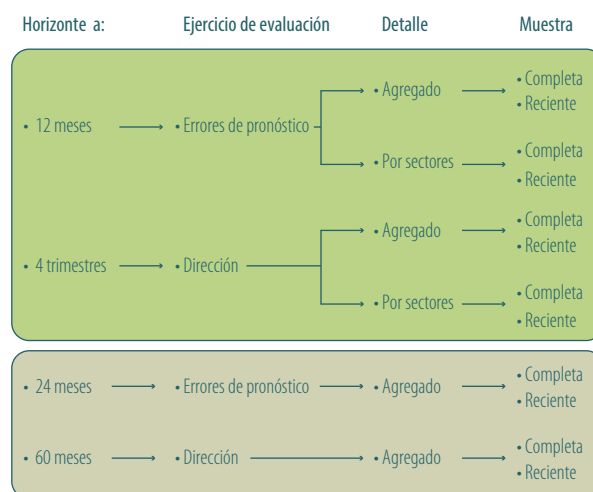 Horizonte a: Ejercicio de evaluación Detalle Muestra
• 12 meses • Errores de pronóstico
• Agregado
• Completa
• Reciente
• Por sectores
• Completa
• Reciente
• 4 trimestres • Dirección
• Agregado
• Completa
• Reciente
• Por sectores
• Completa
• Reciente
• 24 meses • Errores de pronóstico • Agregado
• Completa
• Reciente
• 60 meses • Dirección • Agregado
• Completa
• Reciente